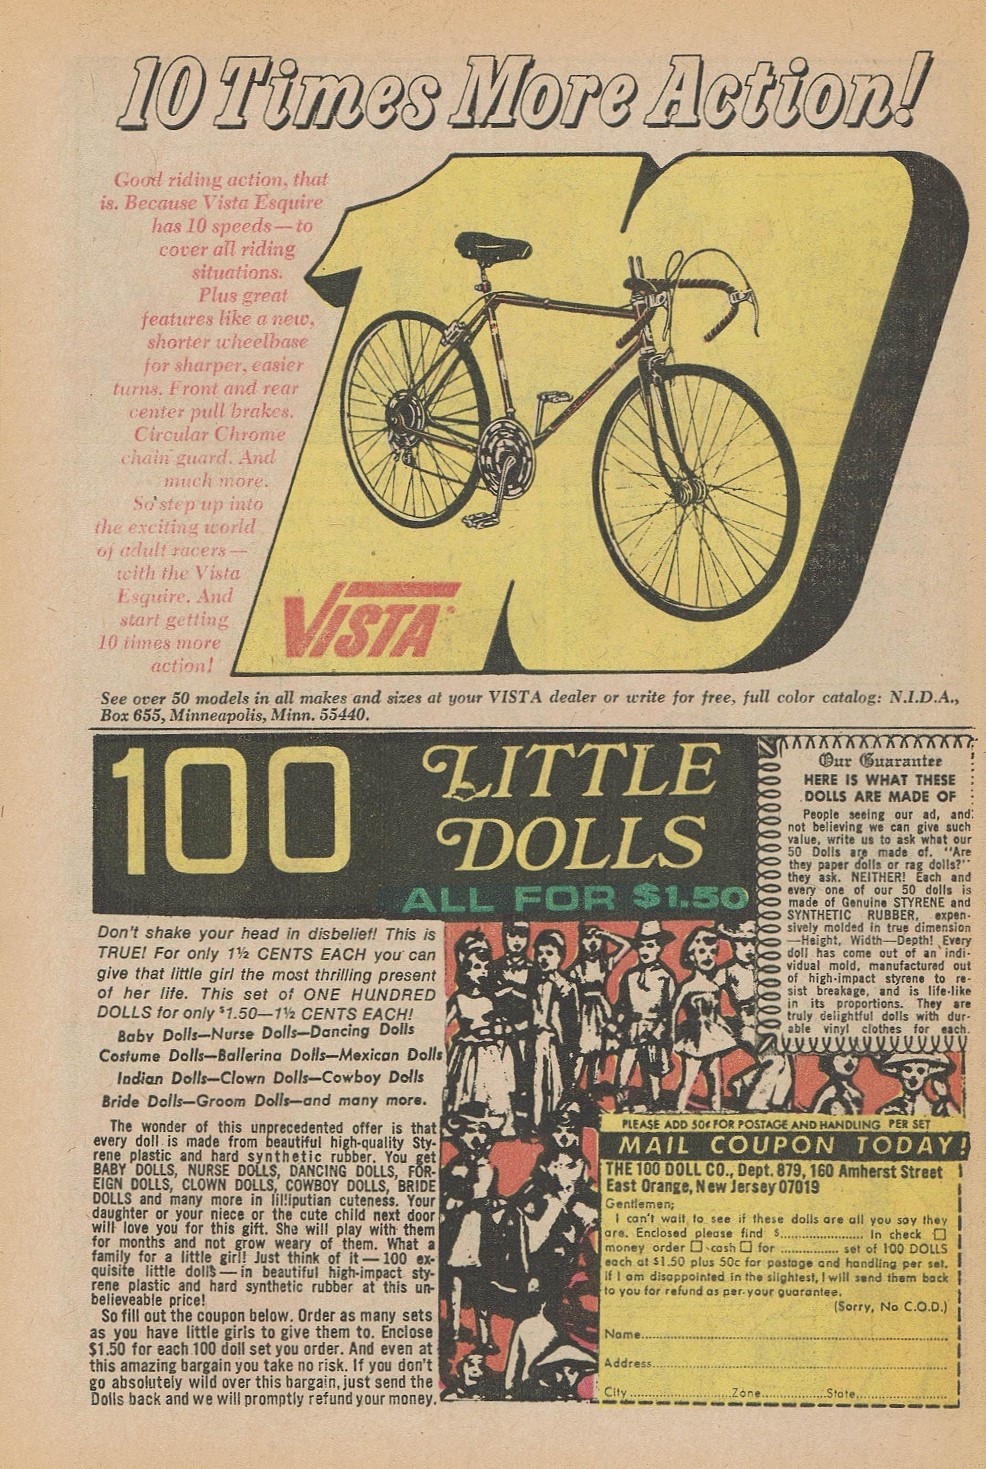 10 Times More Action!
Good riding action, that
is. Because Vista Esquire
has 10 speeds—to
cover all riding
situations.
Plus great
features like a new,
shorter wheelbase
for sharper, easier
turns. Front and rear
center pull brakes.
Circular Chrome
chain guard. And
much more.
So step up into
the exciting world
of adult racers—
with the Vista
Esquire. And
start getting
10 times more
action!
10
VISTA
See over 50 models in all makes and sizes at your VISTA dealer or write for free, full color catalog: N.I.D.A.,
Box 655, Minneapolis, Minn. 55440.
100 LITTLE
DOLLS
ALL FOR $1.50
Don't shake your head in disbelief! This is
TRUE! For only 1½ CENTS EACH you can
give that little girl the most thrilling present
of her life. This set of ONE HUNDRED
DOLLS for only $1.50—1½ CENTS EACH!
Baby Dolls—Nurse Dolls—Dancing Dolls
Costume Dolls—Ballerina Dolls—Mexican Dolls
Indian Dolls—Clown Dolls—Cowboy Dolls
Bride Dolls—Groom Dolls—and many more.
The wonder of this unprecedented offer is that
every doll is made from beautiful high-quality Sty-
rene plastic and hard synthetic rubber. You get
BABY DOLLS, NURSE DOLLS, DANCING DOLLS, FOR-
EIGN DOLLS, CLOWN DOLLS, COWBOY DOLLS, BRIDE
DOLLS and many more in lilliputian cuteness. Your
daughter or your niece or the cute child next door
will love you for this gift. She will play with them
for months and not grow weary of them. What a
family for a little girl! Just think of it—100 ex-
quisite little dolls—in beautiful high-impact sty-
rene plastic and hard synthetic rubber at this un-
believeable price!
So fill out the coupon below. Order as many sets
as you have little girls to give them to. Enclose
$1.50 for each 100 doll set you order. And even at
this amazing bargain you take no risk. If you don't
go absolutely wild over this bargain, just send the
Dolls back and we will promptly refund your money.
Our Guarantee
HERE IS WHAT THESE
DOLLS ARE MADE OF
People seeing our ad, and
not believing we can give such
value, write us to ask what our
50 Dolls are made of. "Are
they paper dolls or rag dolls?"
they ask. NEITHER! Each and
every one of our 50 dolls is
made of Genuine STYRENE and
SYNTHETIC RUBBER, expen-
sively molded in true dimension
—Height, Width—Depth! Every
doll has come out of an indi-
vidual mold, manufactured out
of high-impact styrene to re-
sist breakage, and is life-like
in its proportions. They are
truly delightful dolls with dur-
able vinyl clothes for each.
PLEASE ADD 50¢ FOR POSTAGE AND HANDLING PER SET
MAIL COUPON TODAY!
THE 100 DOLL CO., Dept. 879, 160 Amherst Street
East Orange, New Jersey 07019
Gentlemen;
I can't wait to see if these dolls are all you say they
are. Enclosed please find $........................ In check ☐
money order ☐ cash ☐ for ............... set of 100 DOLLS
each at $1.50 plus 50c for postage and handling per set.
If I am disappointed in the slightest, I will send them back
to you for refund as per your guarantee.
(Sorry, No C.O.D.)
Name........................................
Address........................................
City....................Zone..............State....................